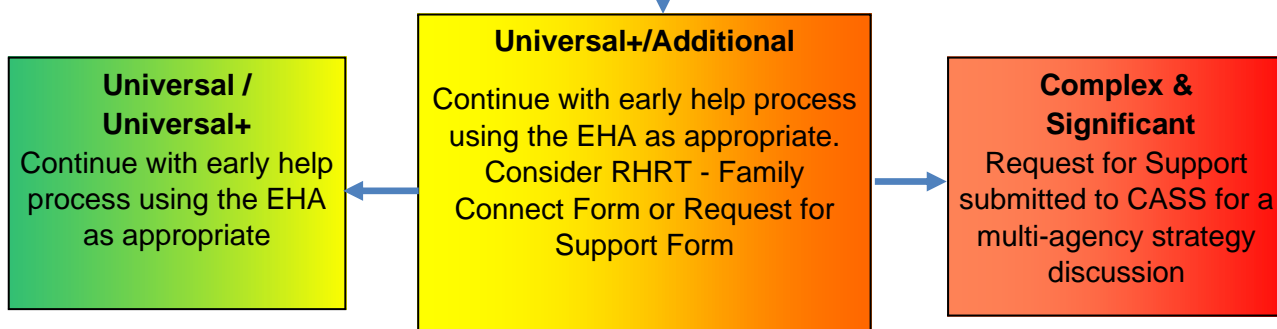 Universal /
Universal+
Continue with early help
process using the EHA
as appropriate
Universal+/Additional
Continue with early help process
using the EHA as appropriate.
Consider RHRT - Family
Connect Form or Request for
Support Form
Complex &
Significant
Request for Support
submitted to CASS for a
multi-agency strategy
discussion